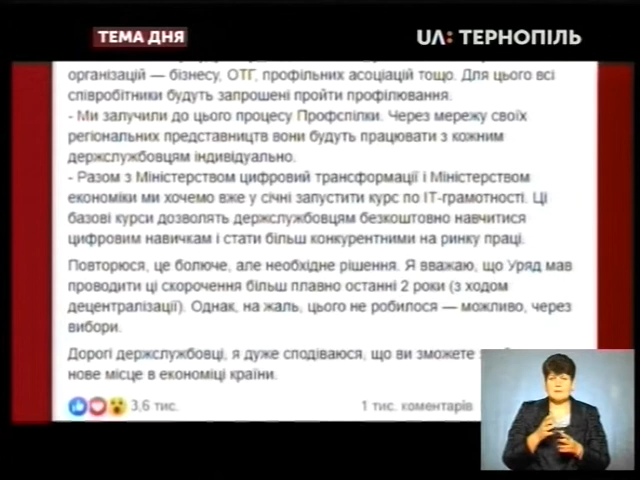 ТЕМА ДНЯ
UA: ТЕРНОПІЛЬ
організацій — бізнесу, ОТГ, профільних асоціацій тощо. Для цього всі
співробітники будуть запрошені пройти профілювання.
- Ми залучили до цього процесу Профспілки. Через мережу своїх
регіональних представництв вони будуть працювати з кожним
держслужбовцям індивідуально.
- Разом з Міністерством цифровий трансформації і Міністерством
економіки ми хочемо вже у січні запустити курс по ІТ-грамотності. Ці
базові курси дозволять держслужбовцям безкоштовно навчитися
цифровим навичкам і стати більш конкурентними на ринку праці.
Повторюся, це болюче, але необхідне рішення. Я вважаю, що Уряд мав
проводити ці скорочення більш плавно останні 2 роки (з ходом
децентралізації). Однак, на жаль, цього не робилося — можливо, через
вибори.
Дорогі держслужбовці, я дуже сподіваюся, що ви зможете
нове місце в економіці країни.
3,6 тис.
1 тис. коментарів